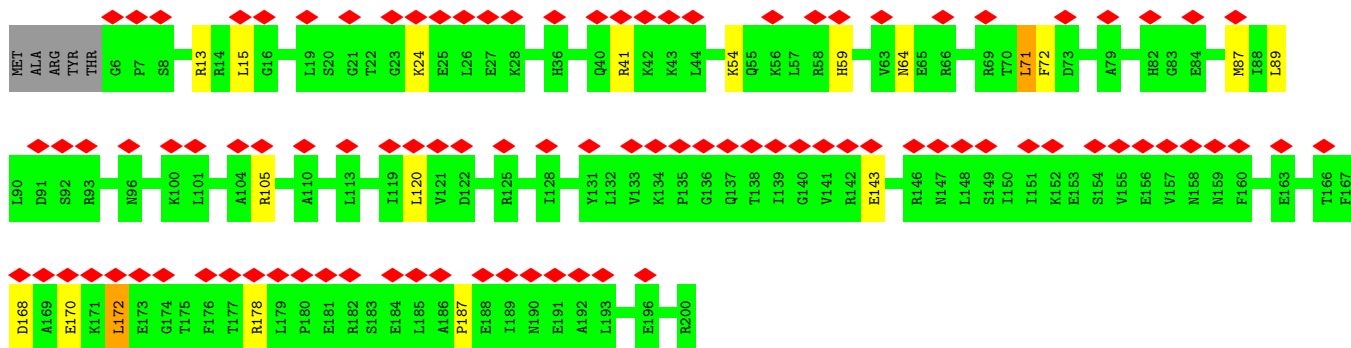 MET ALA ARG TYR THR G6 P7 S8 R13 R14 L15 G16 L19 S20 G21 T22 G23 K24 E25 L26 E27 K28 H36 Q40 R41 K42 K43 L44 K54 Q55 K56 L57 R58 H59 V63 N64 E65 R66 R69 T70 L71 F72 D73 A79 H82 G83 E84 M87 I88 L89
L90 D91 S92 R93 N96 K100 L101 A104 R105 A110 L113 I119 L120 V121 D122 R125 I128 Y131 L132 V133 K134 P135 G136 Q137 T138 I139 G140 V141 R142 E143 R146 N147 L148 S149 I150 I151 K152 E153 S154 V155 E156 V157 N158 N159 F160 E163 T166 F167
D168 A169 E170 K171 L172 E173 G174 T175 F176 T177 R178 L179 P180 E181 R182 S183 E184 L185 A186 P187 E188 I189 N190 E191 A192 L193 E196 R200